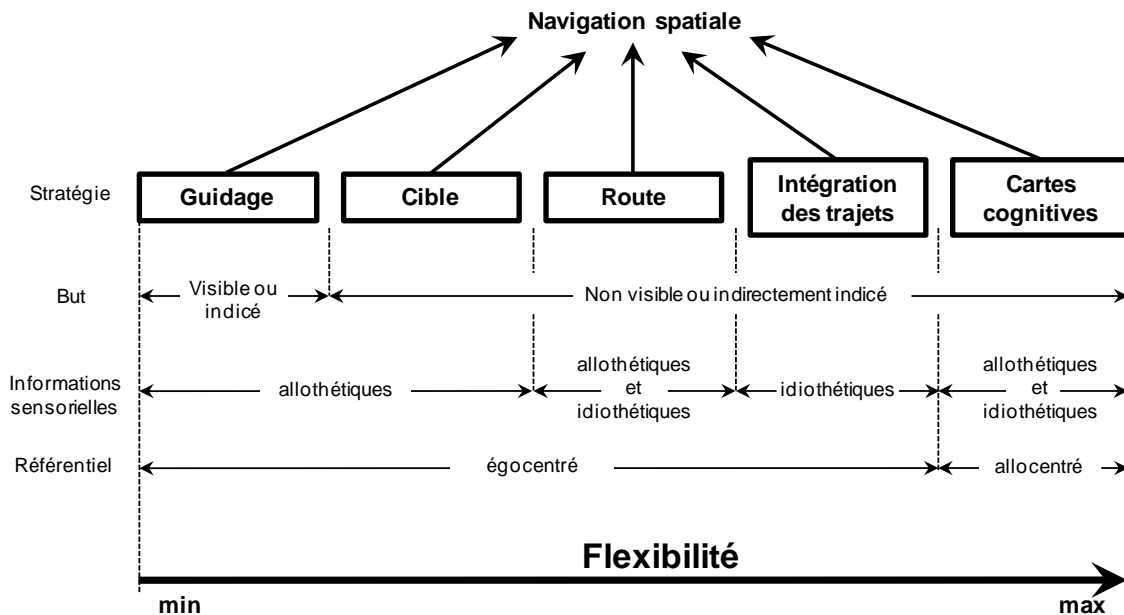 Navigation spatiale
Stratégie
Guidage
Cible
Route
Intégration
des trajets
Cartes
cognitives
But
Visible ou
indicé
Non visible ou indirectement indicé
Informations
sensorielles
allothétiques
allothétiques
et
idiothétiques
idiothétiques
allothétiques
et
idiothétiques
Référentiel
égocentré
allocentré
Flexibilité
min
max